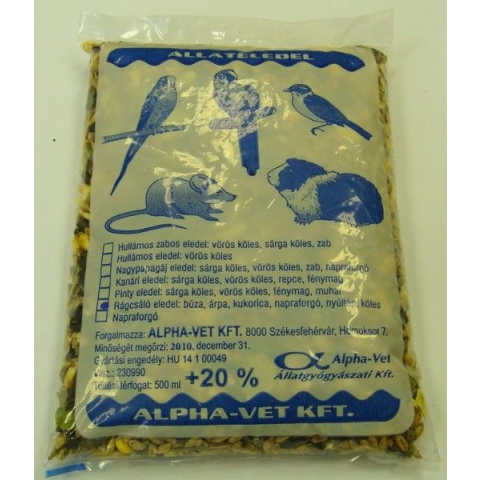 ÁLLATELEDEL
Hullámos zabos eledel: vörös köles, sárga köles, zab
Hullámos eledel: vörös köles
Nagypapagáj eledel: sárga köles, vörös köles, zab, napraforgó
Kanári eledel: sárga köles, vörös köles, repce, fénymag
Pinty eledel: sárga köles, vörös köles, fénymag, muhar
Rágcsáló eledel: búza, árpa, kukorica, napraforgó, nyúltáp, köles
Napraforgó
Forgalmazza: ALPHA-VET KFT. 8000 Székesfehérvár, Homoksor 7.
Minőségét megőrzi: 2010. december 31.
Gyártási engedély: HU 14 1 00049
Vtsz.: 230990
térfogat: 500 ml
+20 %
Alpha-Vet
Állatgyógyászati Kft.
ALPHA-VET KFT.